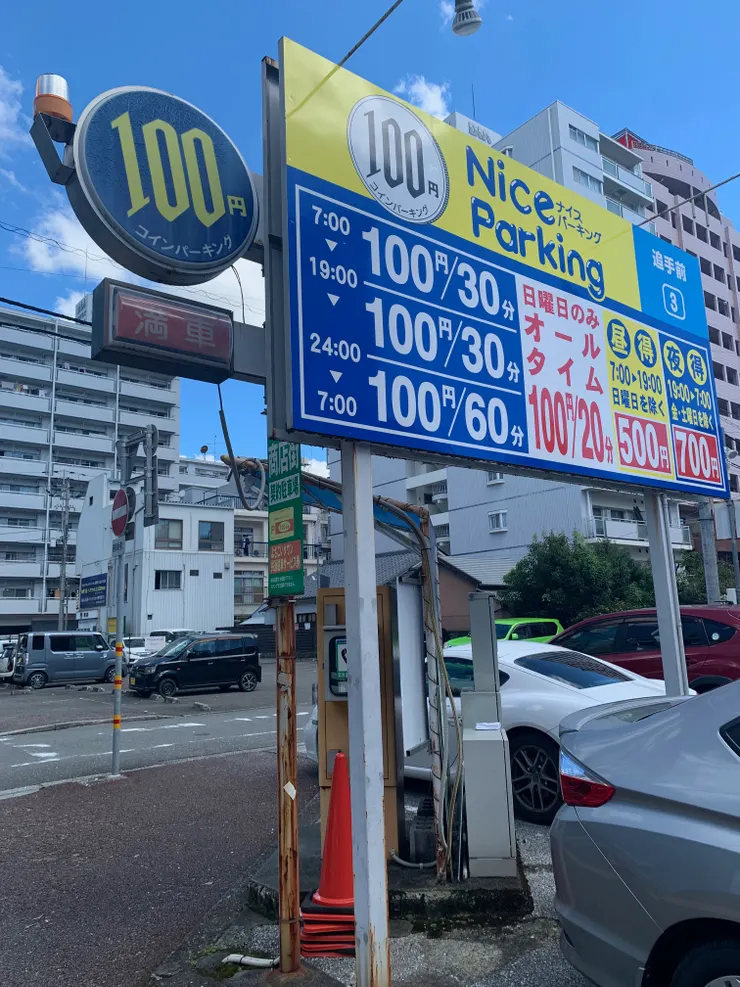 100円
コインパーキング
満車
100円
コインパーキング
Nice
Parking
ナイス
パーキング
追手前
3
7:00
▼
19:00
▼
24:00
▼
7:00
100円/30分
100円/30分
100円/60分
日曜日のみ
オール
タイム
100円/20分
昼得
7:00▶19:00
日曜日を除く
500円
夜得
19:00▶7:00
金・土曜日を除く
700円
契約駐車場